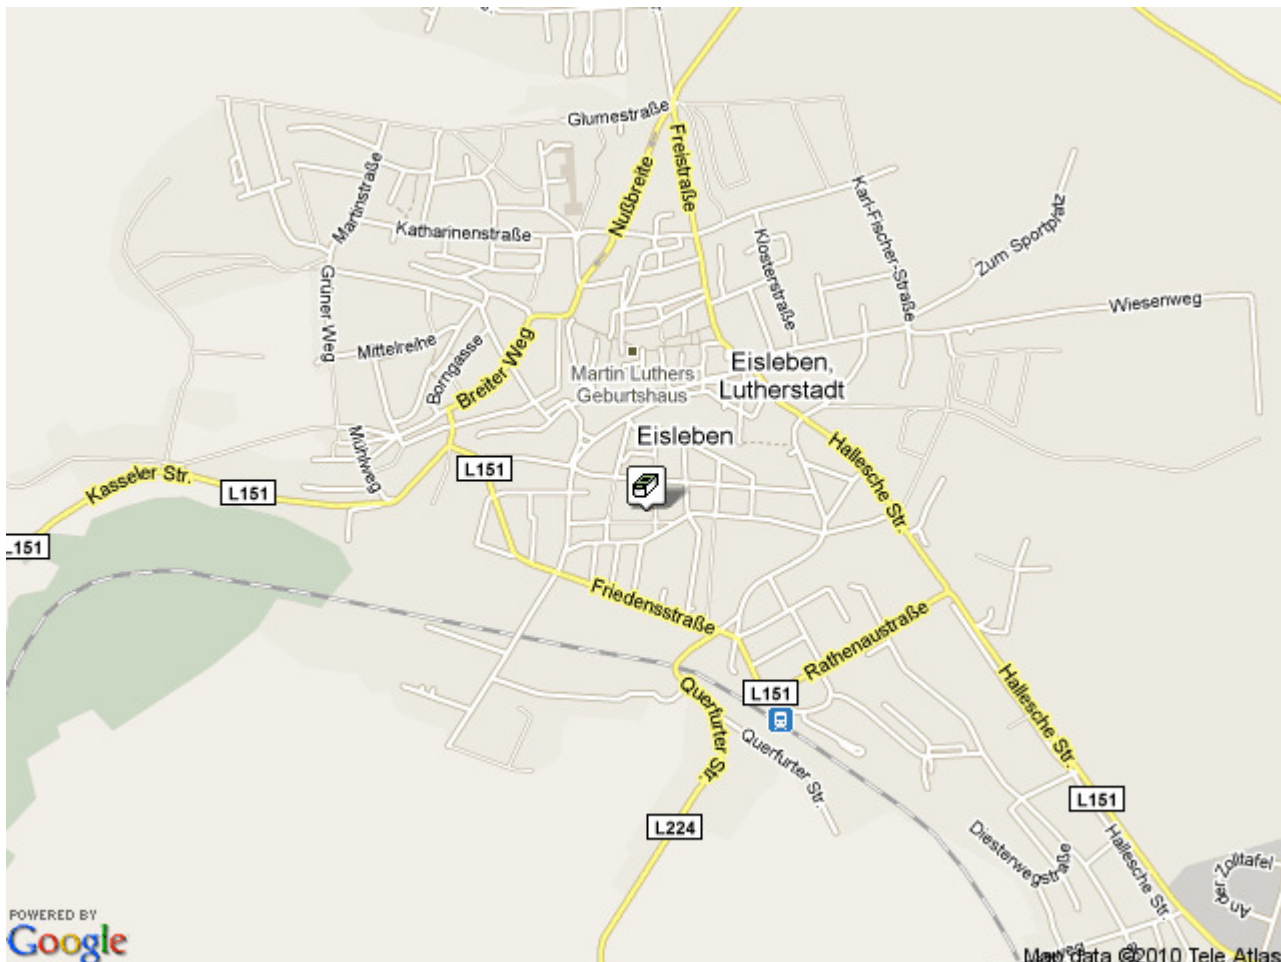 Glumestraße
Freistraße
Nußbreite
Martinstraße
Katharinenstraße
Karl-Fischer-Straße
Klosterstraße
Zum Sportplatz
Wiesenweg
Grüner Weg
Mittelreihe
Borngasse
Breiter Weg
Martin Luthers
Geburtshaus
Eisleben,
Lutherstadt
Eisleben
Mühlweg
Kasseler Str.
L151
L151
L151
Hallesche Str.
Friedensstraße
Rathenaustraße
L151
Querfurter Str.
Querfurter Str.
Hallesche Str.
L151
L224
Diesterwegstraße
Hallesche Str.
An der Zolltafel
POWERED BY
Google
Map data ©2010 Tele Atlas